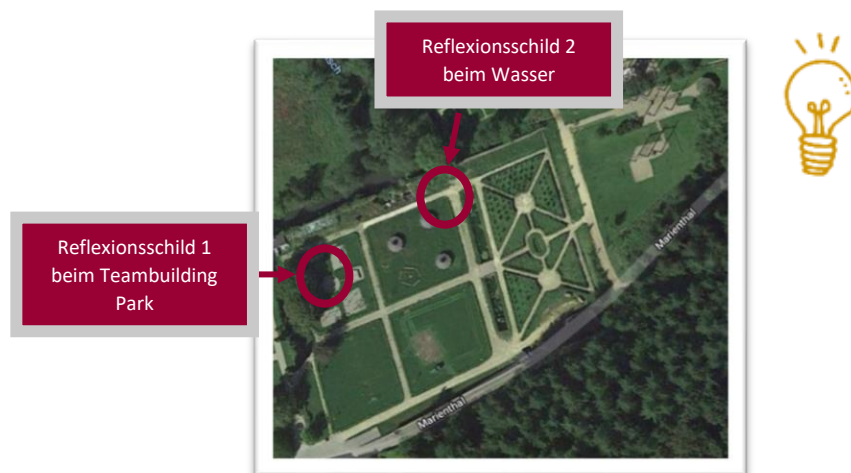 Reflexionsschild 2
beim Wasser
Reflexionsschild 1
beim Teambuilding
Park
Marienthal
Marienthal